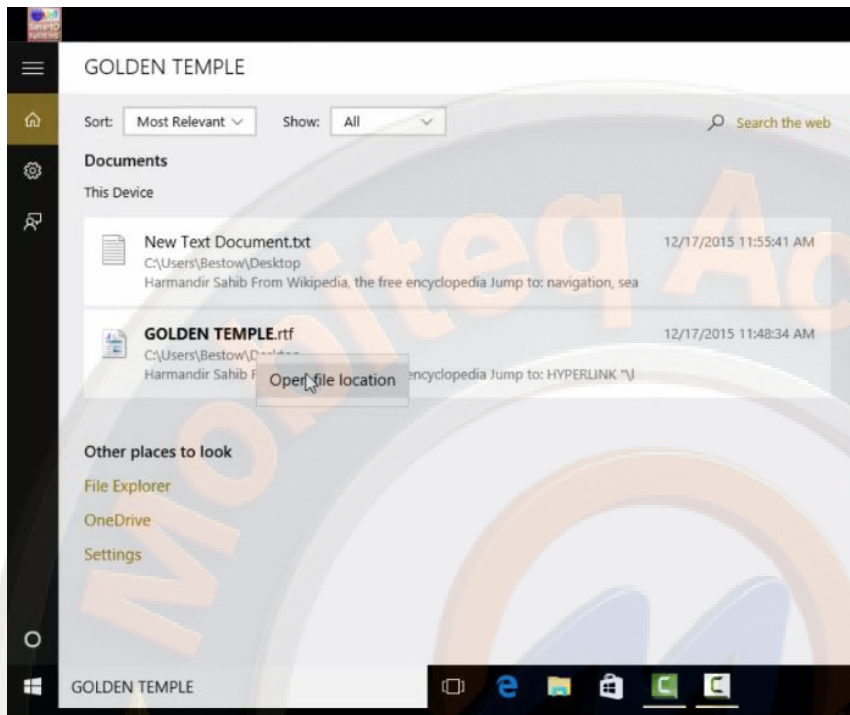 GOLDEN TEMPLE
Sort: Most Relevant Show: All Search the web
Documents
This Device
New Text Document.txt 12/17/2015 11:55:41 AM
C:\Users\Bestow\Desktop
Harmandir Sahib From Wikipedia, the free encyclopedia Jump to: navigation, sea
GOLDEN TEMPLE.rtf 12/17/2015 11:48:34 AM
C:\Users\Bestow\
Harmandir Sahib
Open file location
encyclopedia Jump to: HYPERLINK "\l
Other places to look
File Explorer
OneDrive
Settings
GOLDEN TEMPLE
Mobiteq